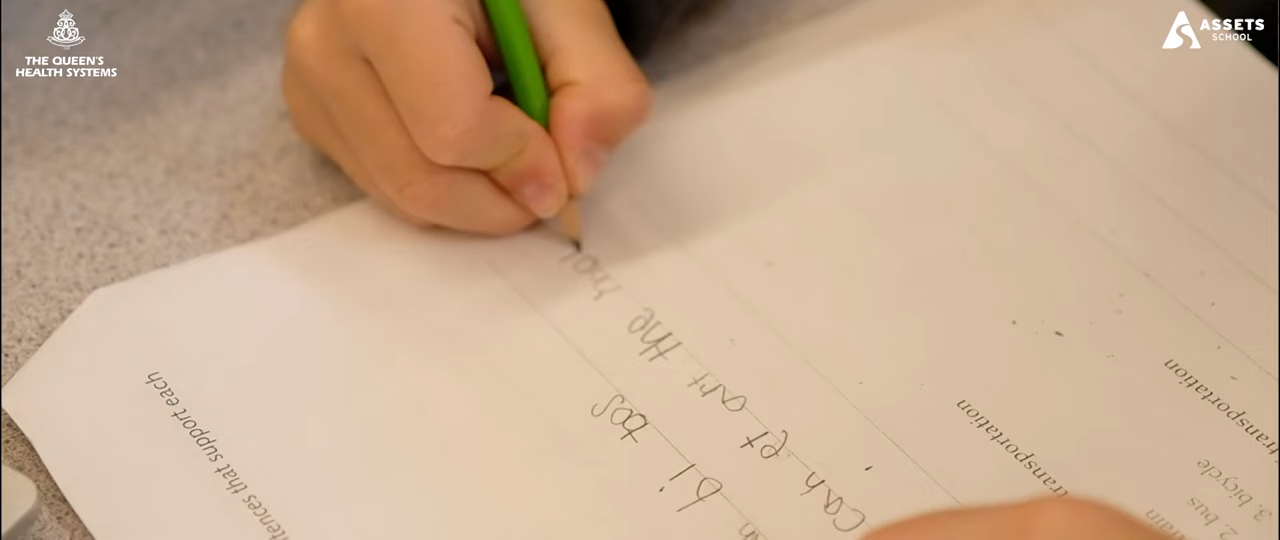 THE QUEEN'S
HEALTH SYSTEMS
ASSETS
SCHOOL
tences that support each
bi bos
can et art the
transportation
2. bus
3. bicycle
transportation